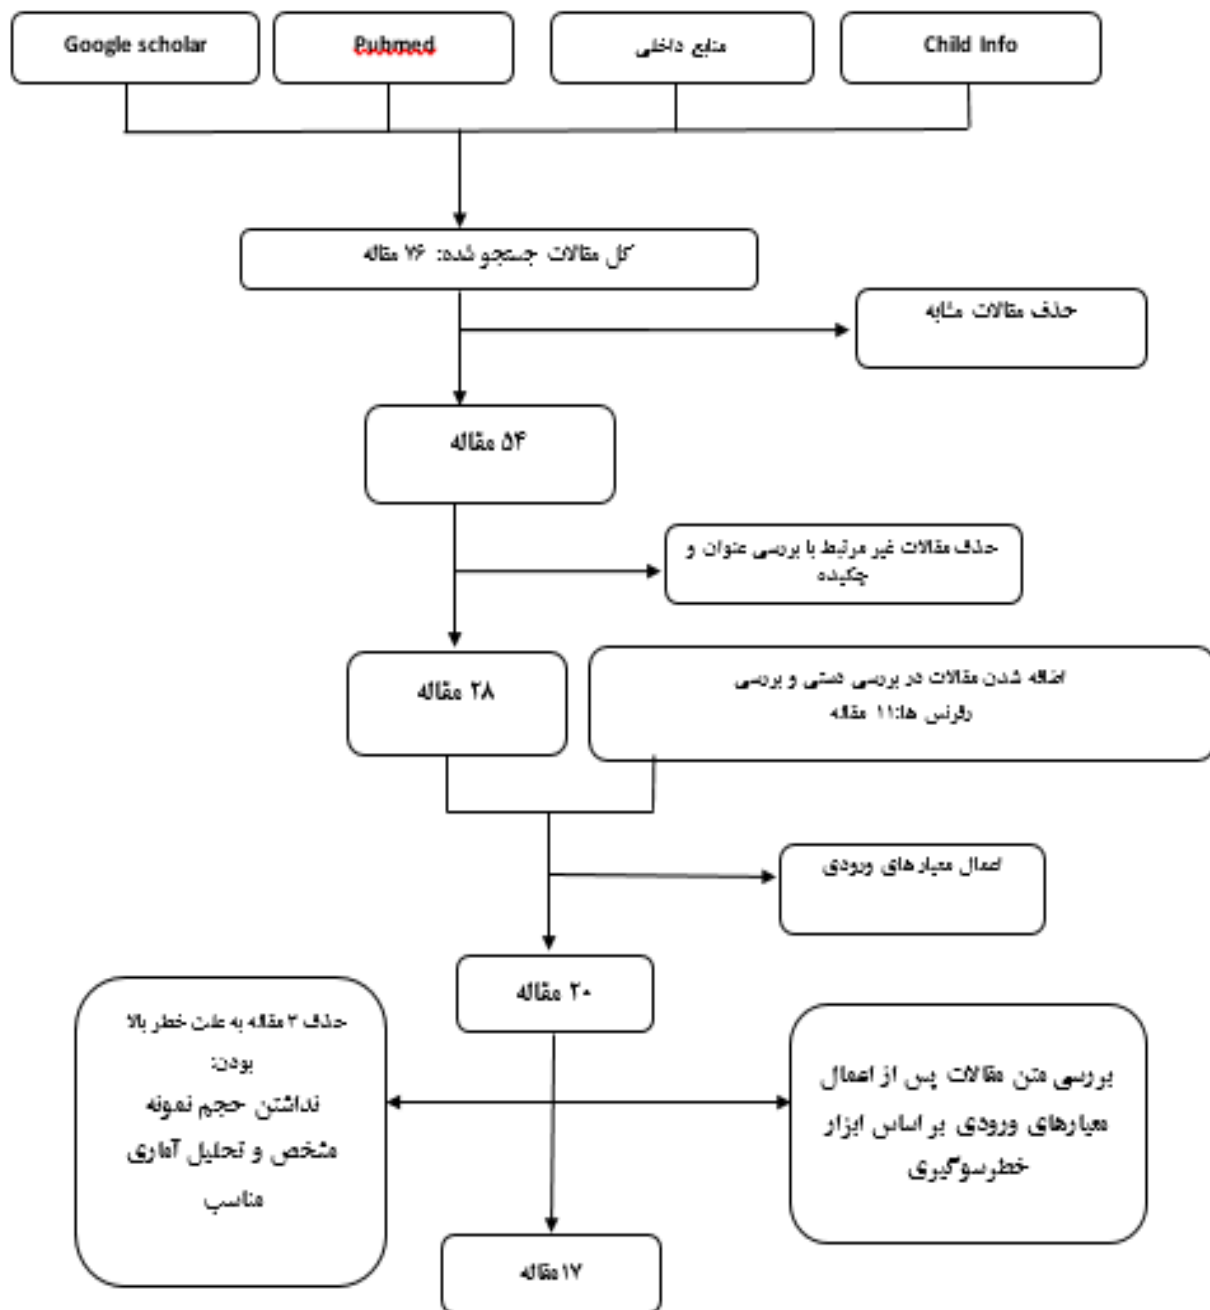 Google scholar
Pubmed
منابع داخلی
Child Info
کل مقالات جستجو شده: ۷۶ مقاله
حذف مقالات مشابه
۵۴ مقاله
حذف مقالات غیر مرتبط با بررسی عنوان و
چکیده
۲۸ مقاله
اضافه شدن مقالات در بررسی دستی و بررسی
رفرنس ها:۱۱ مقاله
اعمال معیارهای ورودی
۲۰ مقاله
حذف ۳ مقاله به علت خطر بالا
بودن:
نداشتن حجم نمونه
مشخص و تحلیل آماری
مناسب
بررسی متن مقالات پس از اعمال
معیارهای ورودی بر اساس ابزار
خطرسوگیری
۱۷مقاله